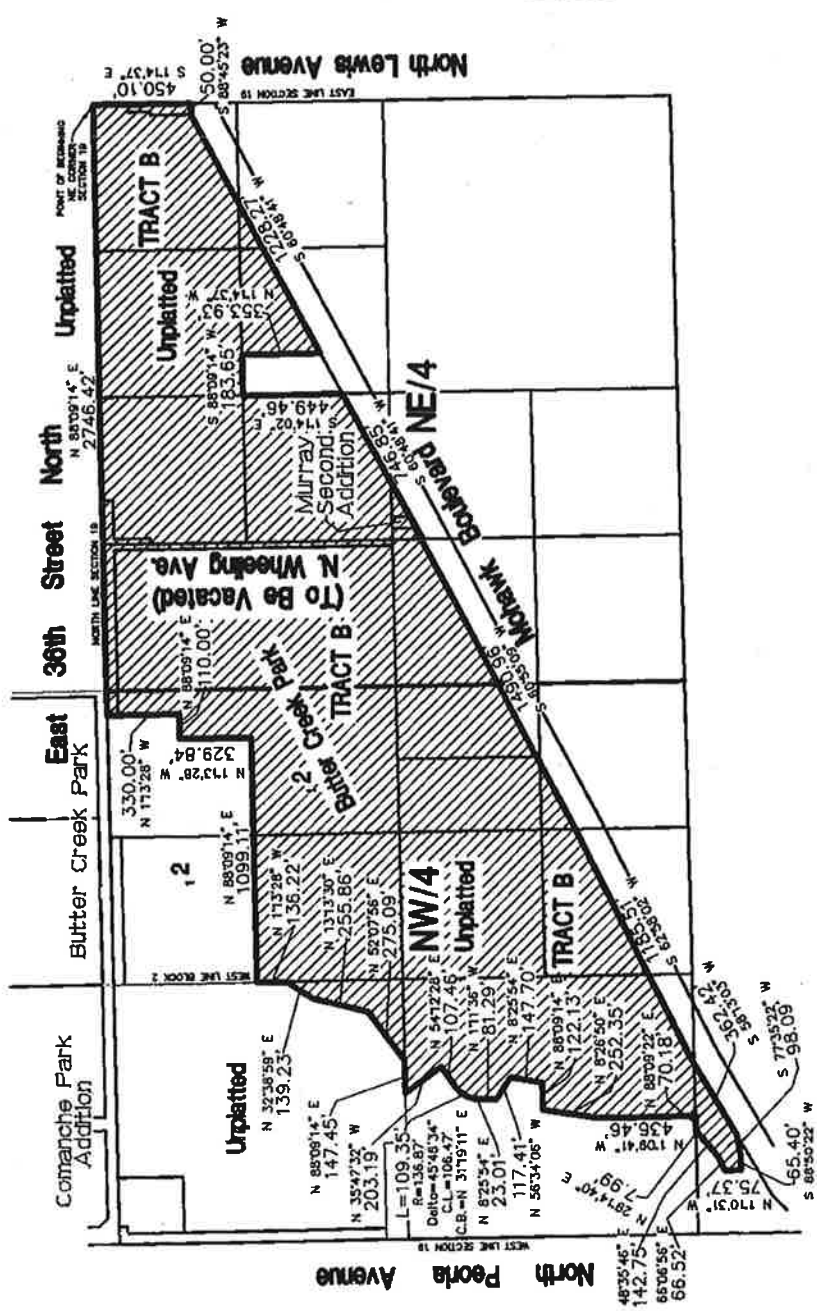 North Lewis Avenue
EAST LINE SECTION 19
S 1°14'37" E
450.10'
50.00'
S 88°45'23" W
POINT OF BEGINNING
NE CORNER
SECTION 19
Unplatted
TRACT B
Unplatted
1228.27'
S 60°48'41" W
N 1°14'37" W
353.93'
S 88°09'14" W
183.65'
S 1°14'02" E
449.46'
N 88°09'14" E
2746.42'
East 36th Street North
NORTH LINE SECTION 19
Murray
Second
Addition
746.85'
S 60°48'41" W
NE/4
Mohawk Boulevard
N. Wheeling Ave.
(To Be Vacated)
TRACT B
Butter Creek Park
2
1490.96'
S 60°55'09" W
N 88°09'14" E
110.00'
330.00'
N 1°13'28" W
329.84'
N 1°13'28" W
Butter Creek Park
1 2
N 88°09'14" E
1099.11'
WEST LINE BLOCK 2
N 1°13'28" W
136.22'
N 13°13'30" E
255.86'
N 52°07'56" E
275.09'
NW/4
Unplatted
TRACT B
Comanche Park
Addition
Unplatted
N 32°38'59" E
139.23'
N 88°09'14" E
147.45'
N 35°47'32" W
203.19'
N 54°12'28" E
107.46'
L=109.35'
R=136.87'
Delta=45°46'34"
C.L.=106.47'
C.B.=N 31°19'11" E
N 1°11'36" W
81.29'
N 8°25'54" E
23.01'
N 8°25'54" E
147.70'
117.41'
N 56°34'06" W
N 88°09'14" E
122.13'
N 8°26'50" E
252.35'
N 88°09'22" E
70.18'
436.46'
N 1°09'41" W
1185.51'
S 62°58'02" W
362.42'
S 58°13'03" W
S 77°35'22" W
98.09'
65.40'
S 88°50'22" W
75.37'
N 1°10'31" W
N 28°14'40" E
7.99'
48°35'46" E
142.75'
66°06'56" E
66.52'
WEST LINE SECTION 19
North Peoria Avenue